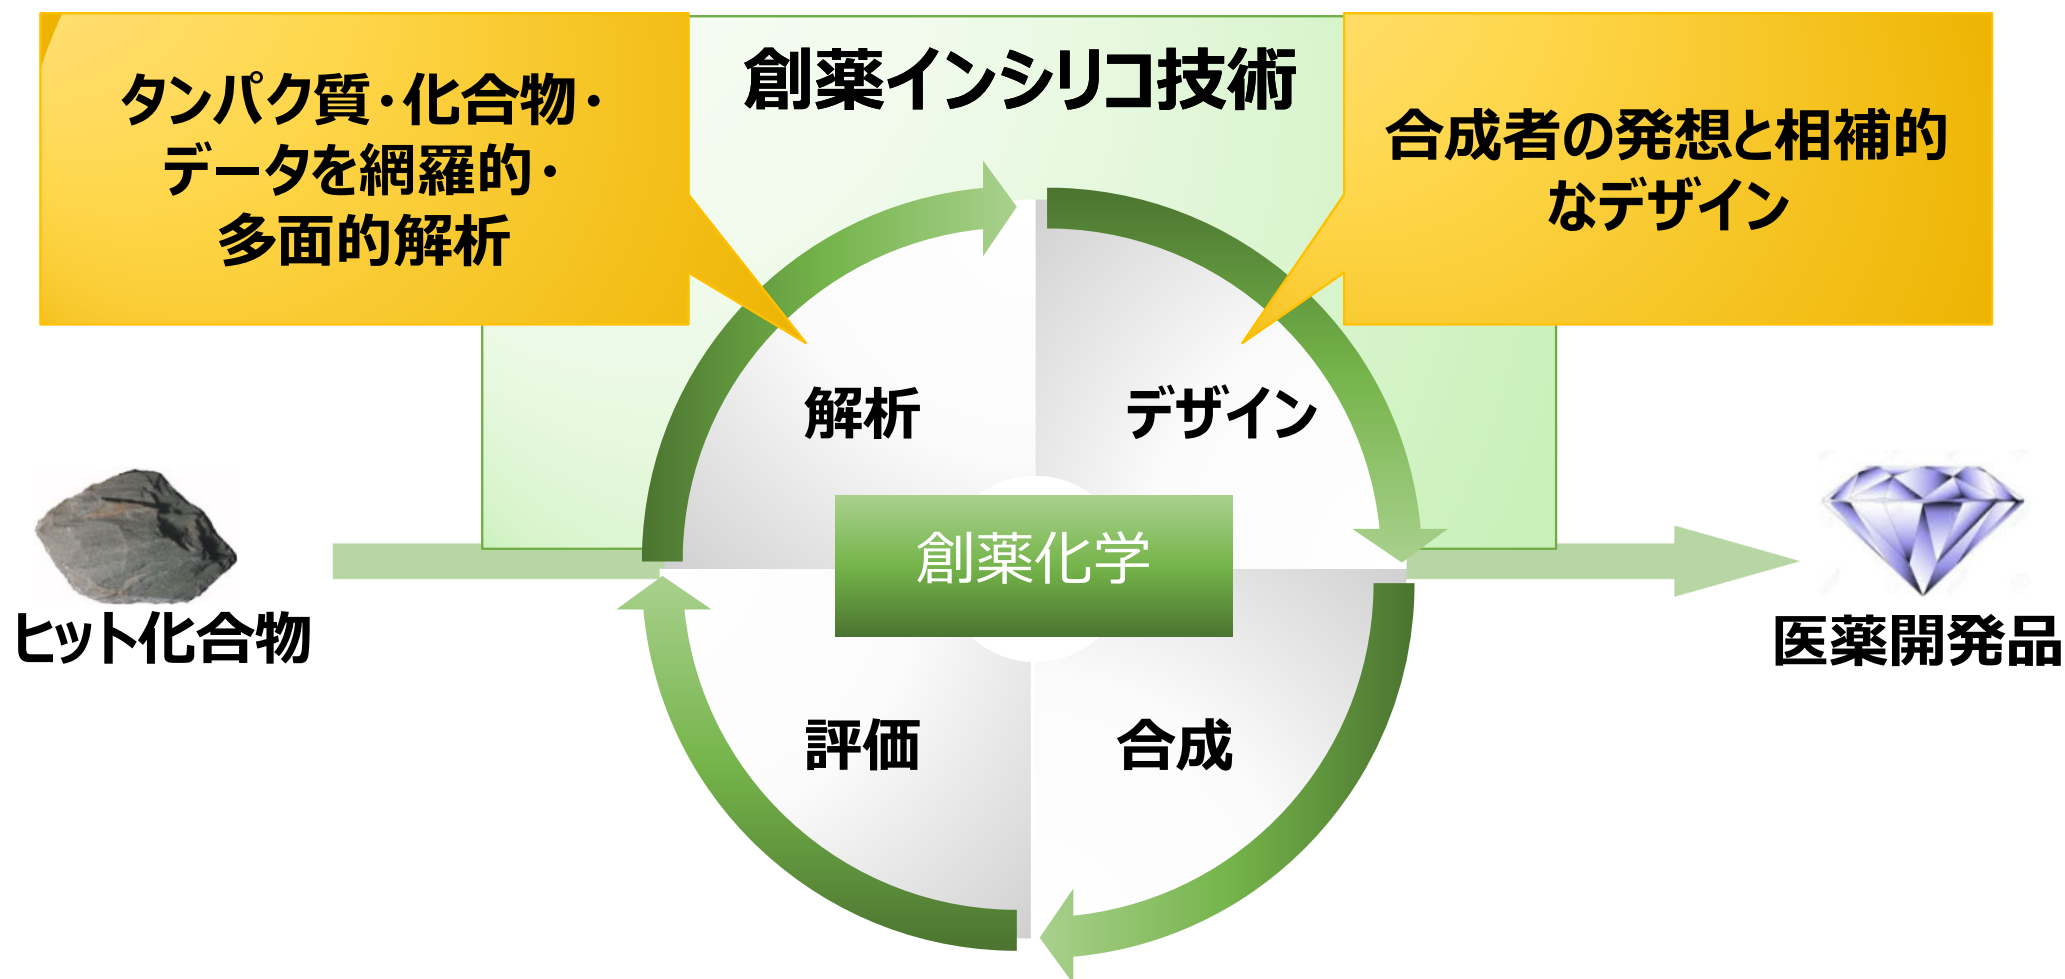 創薬インシリコ技術
タンパク質・化合物・
データを網羅的・
多面的解析
合成者の発想と相補的
なデザイン
解析
デザイン
創薬化学
ヒット化合物
医薬開発品
評価
合成